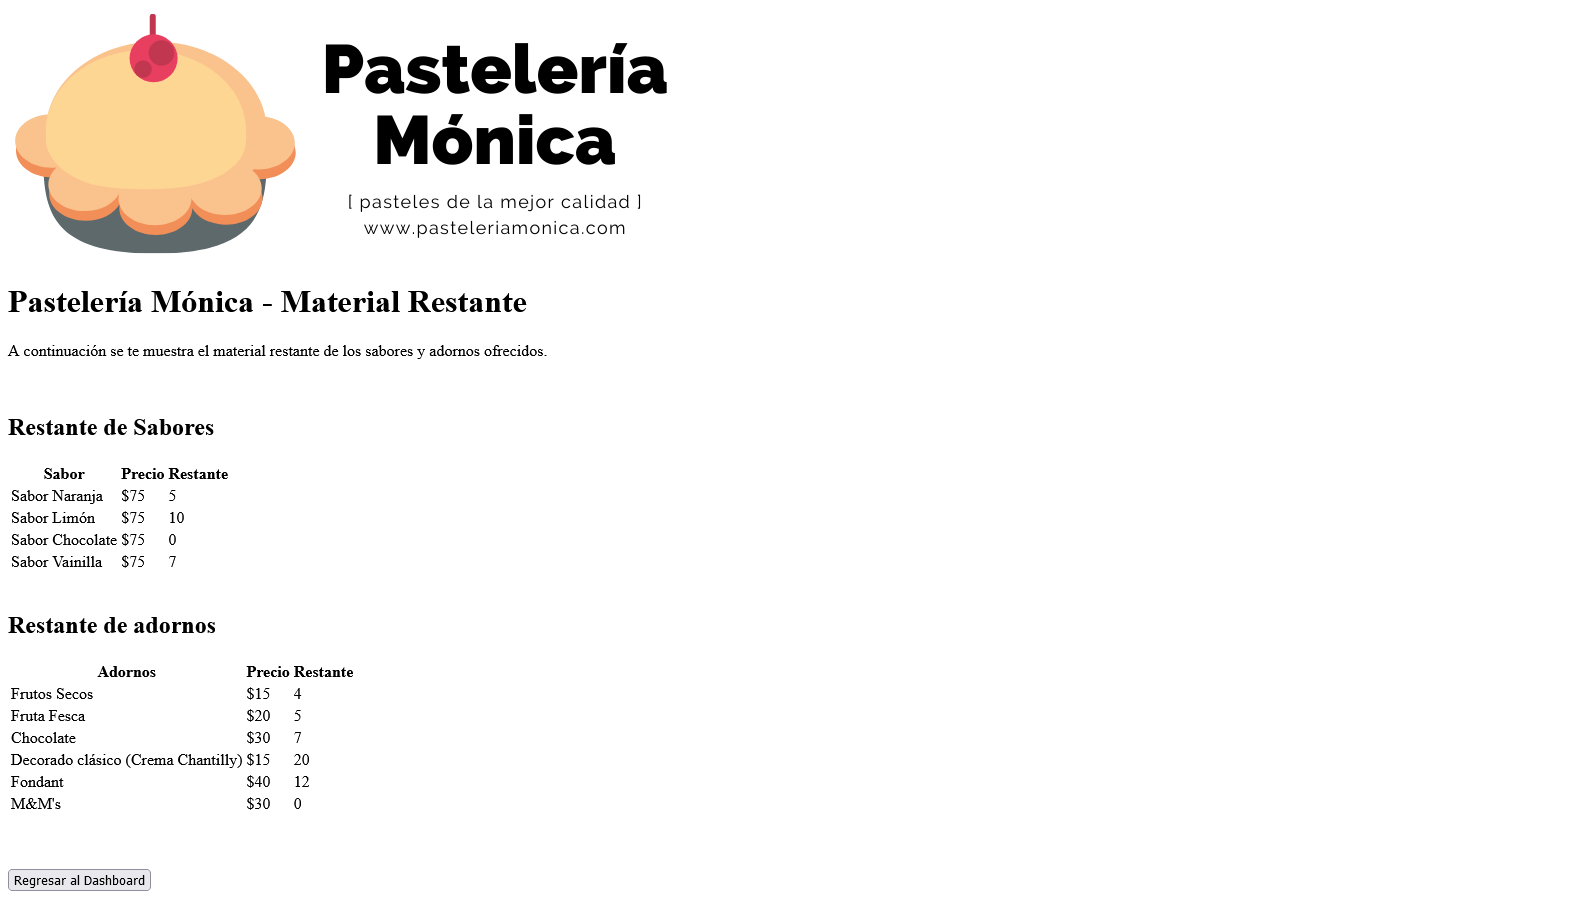 Pastelería
Mónica
[ pasteles de la mejor calidad ]
www.pasteleriamonica.com
Pastelería Mónica - Material Restante
A continuación se te muestra el material restante de los sabores y adornos ofrecidos.
Restante de Sabores
Sabor Precio Restante
Sabor Naranja $75 5
Sabor Limón $75 10
Sabor Chocolate $75 0
Sabor Vainilla $75 7
Restante de adornos
Adornos Precio Restante
Frutos Secos $15 4
Fruta Fesca $20 5
Chocolate $30 7
Decorado clásico (Crema Chantilly) $15 20
Fondant $40 12
M&M's $30 0
Regresar al Dashboard